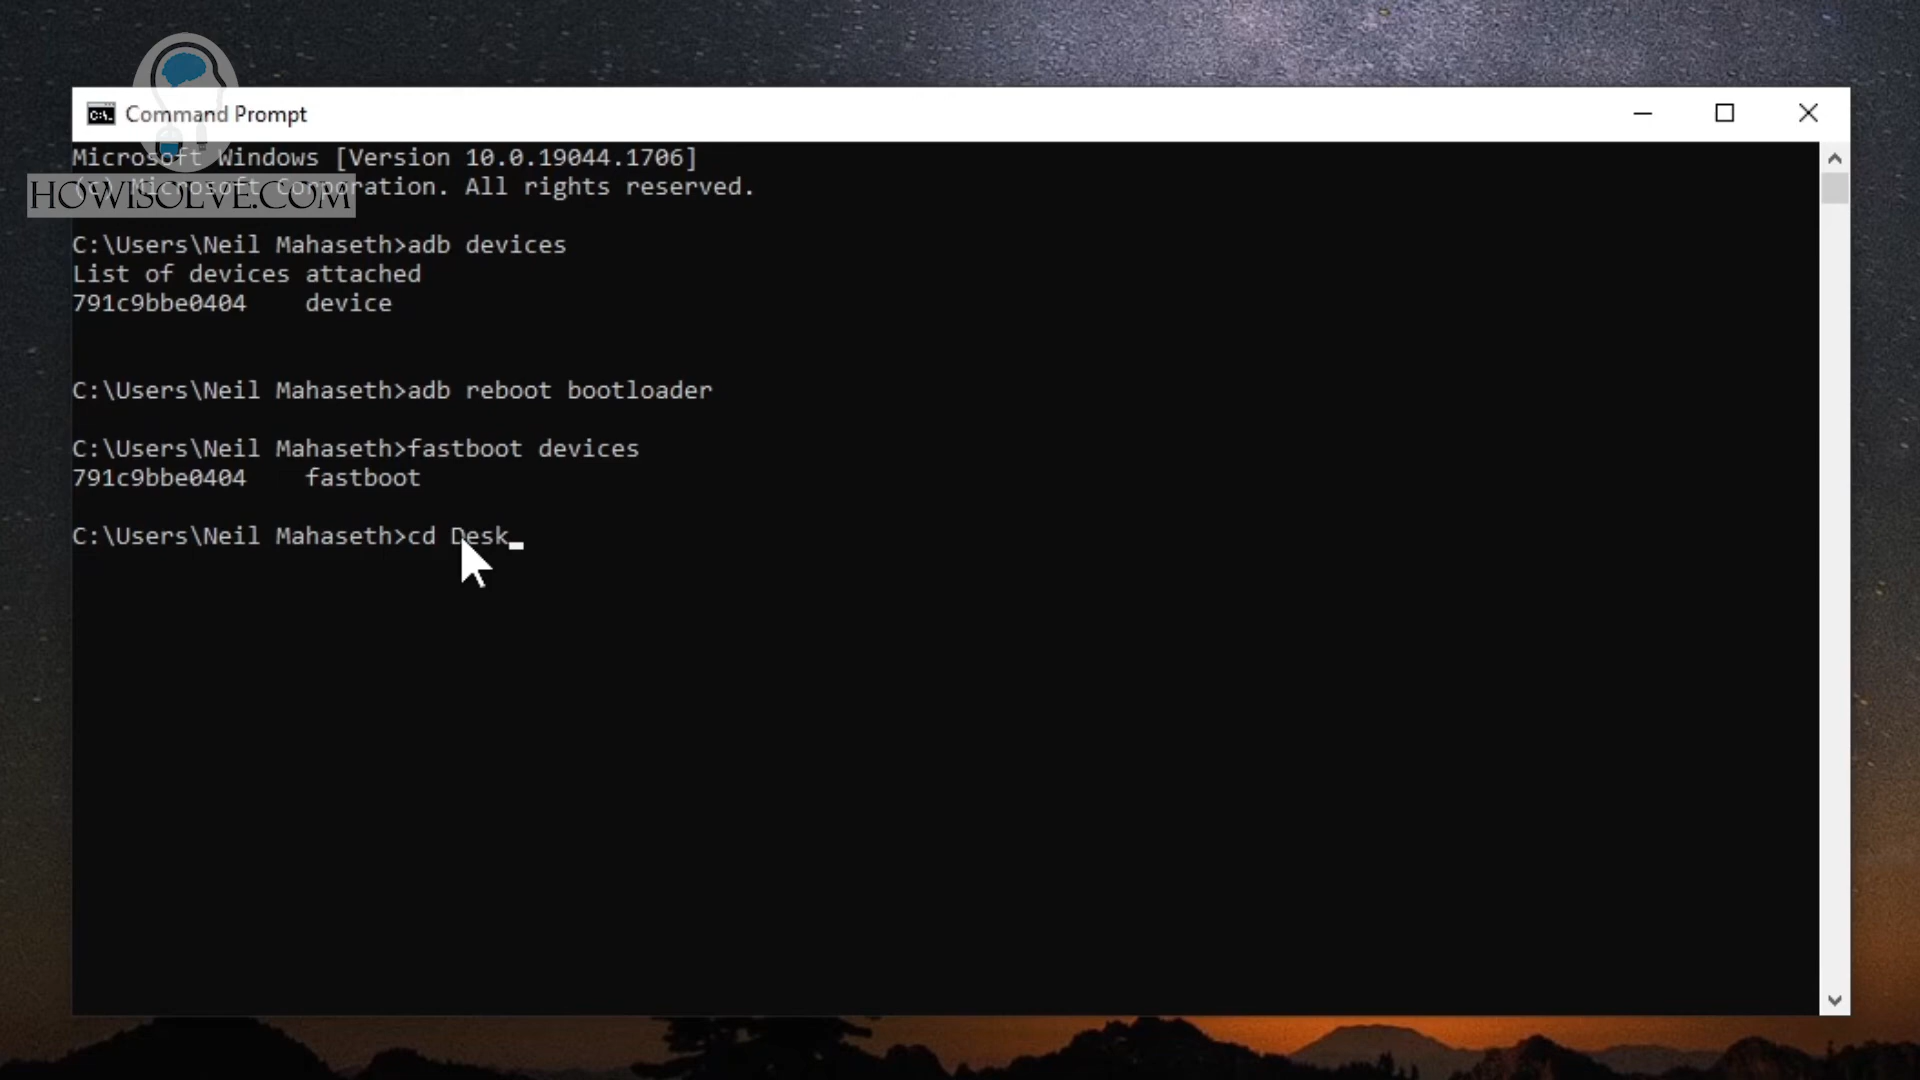 Command Prompt
Microsoft Windows [Version 10.0.19044.1706]
(c) Microsoft Corporation. All rights reserved.
HOWISOLVE.COM
C:\Users\Neil Mahaseth>adb devices
List of devices attached
791c9bbe0404    device
C:\Users\Neil Mahaseth>adb reboot bootloader
C:\Users\Neil Mahaseth>fastboot devices
791c9bbe0404    fastboot
C:\Users\Neil Mahaseth>cd Desk